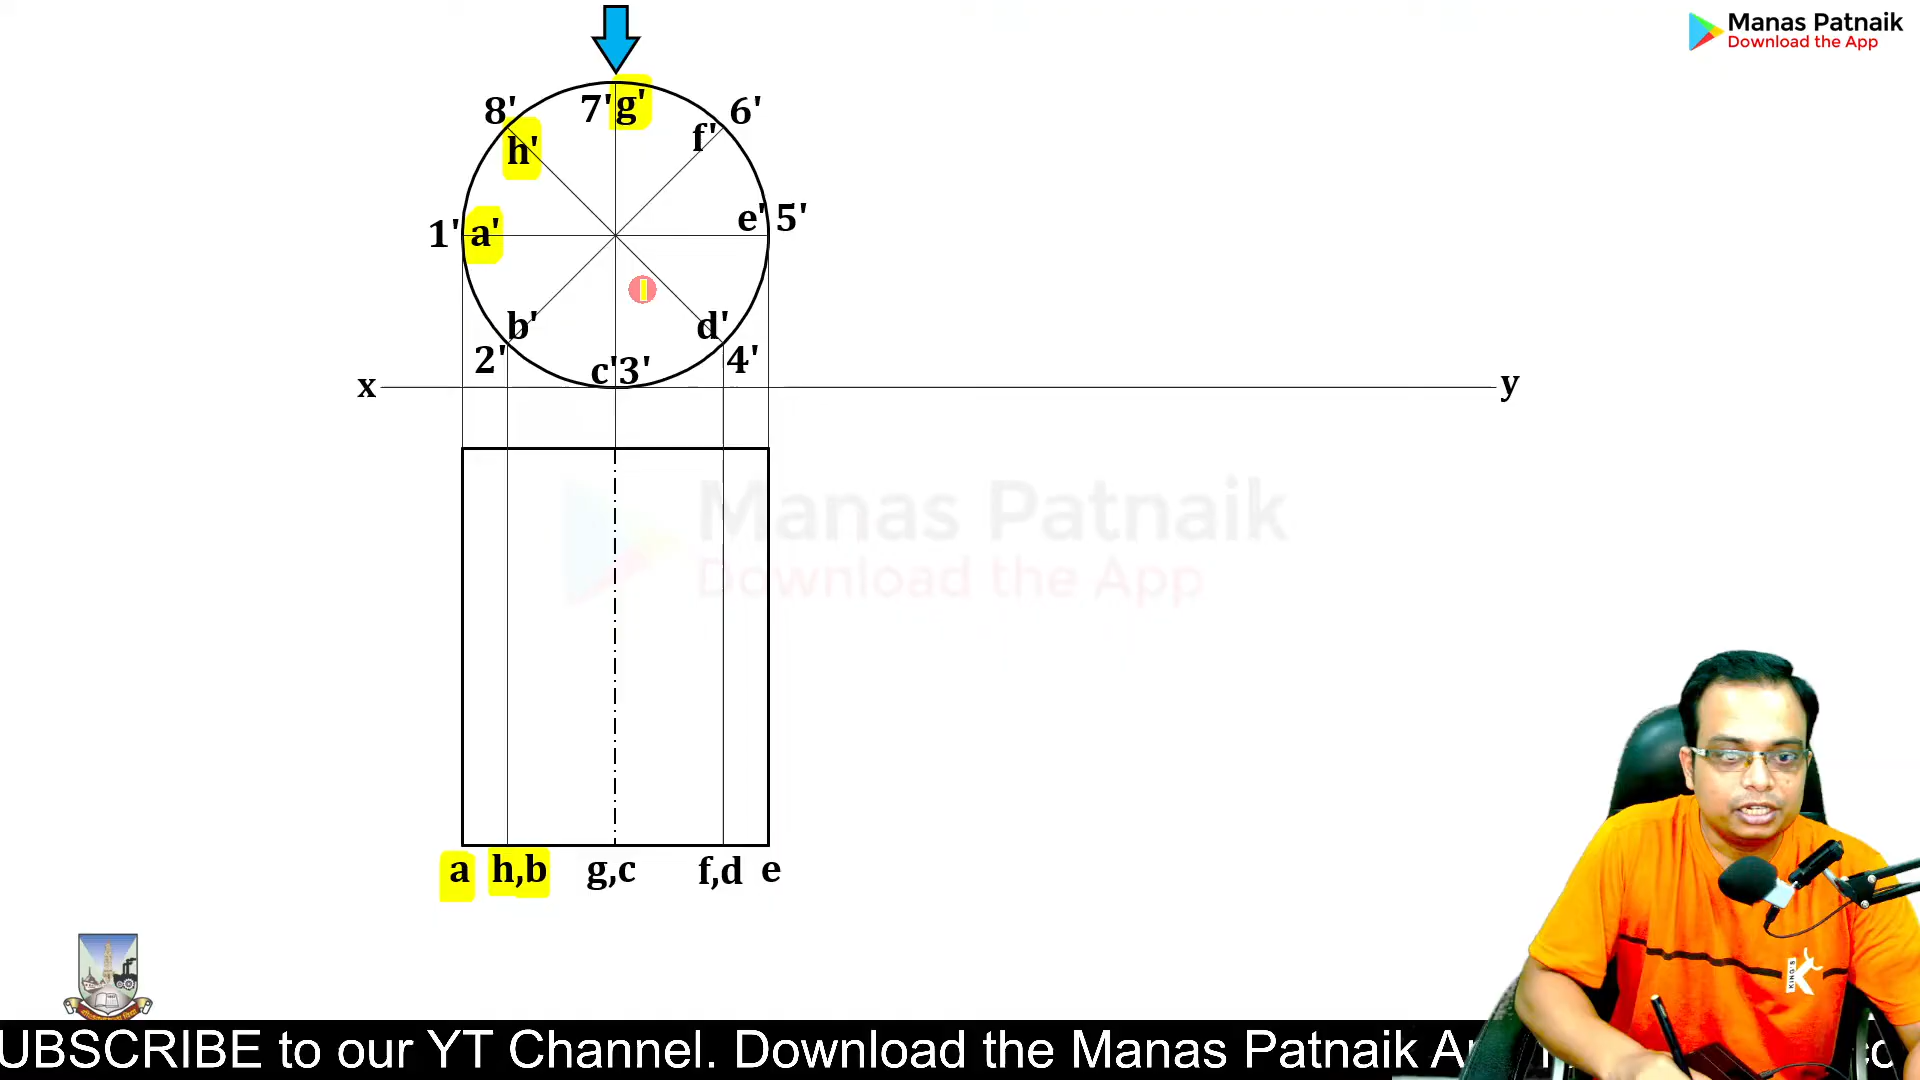 Manas Patnaik
Download the App
8' 7' g' 6'
h' f'
1' a' e' 5'
b' d'
2' c' 3' 4'
x y
Manas Patnaik
Download the App
a h,b g,c f,d e
KING'S
K
UBSCRIBE to our YT Channel. Download the Manas Patnaik A